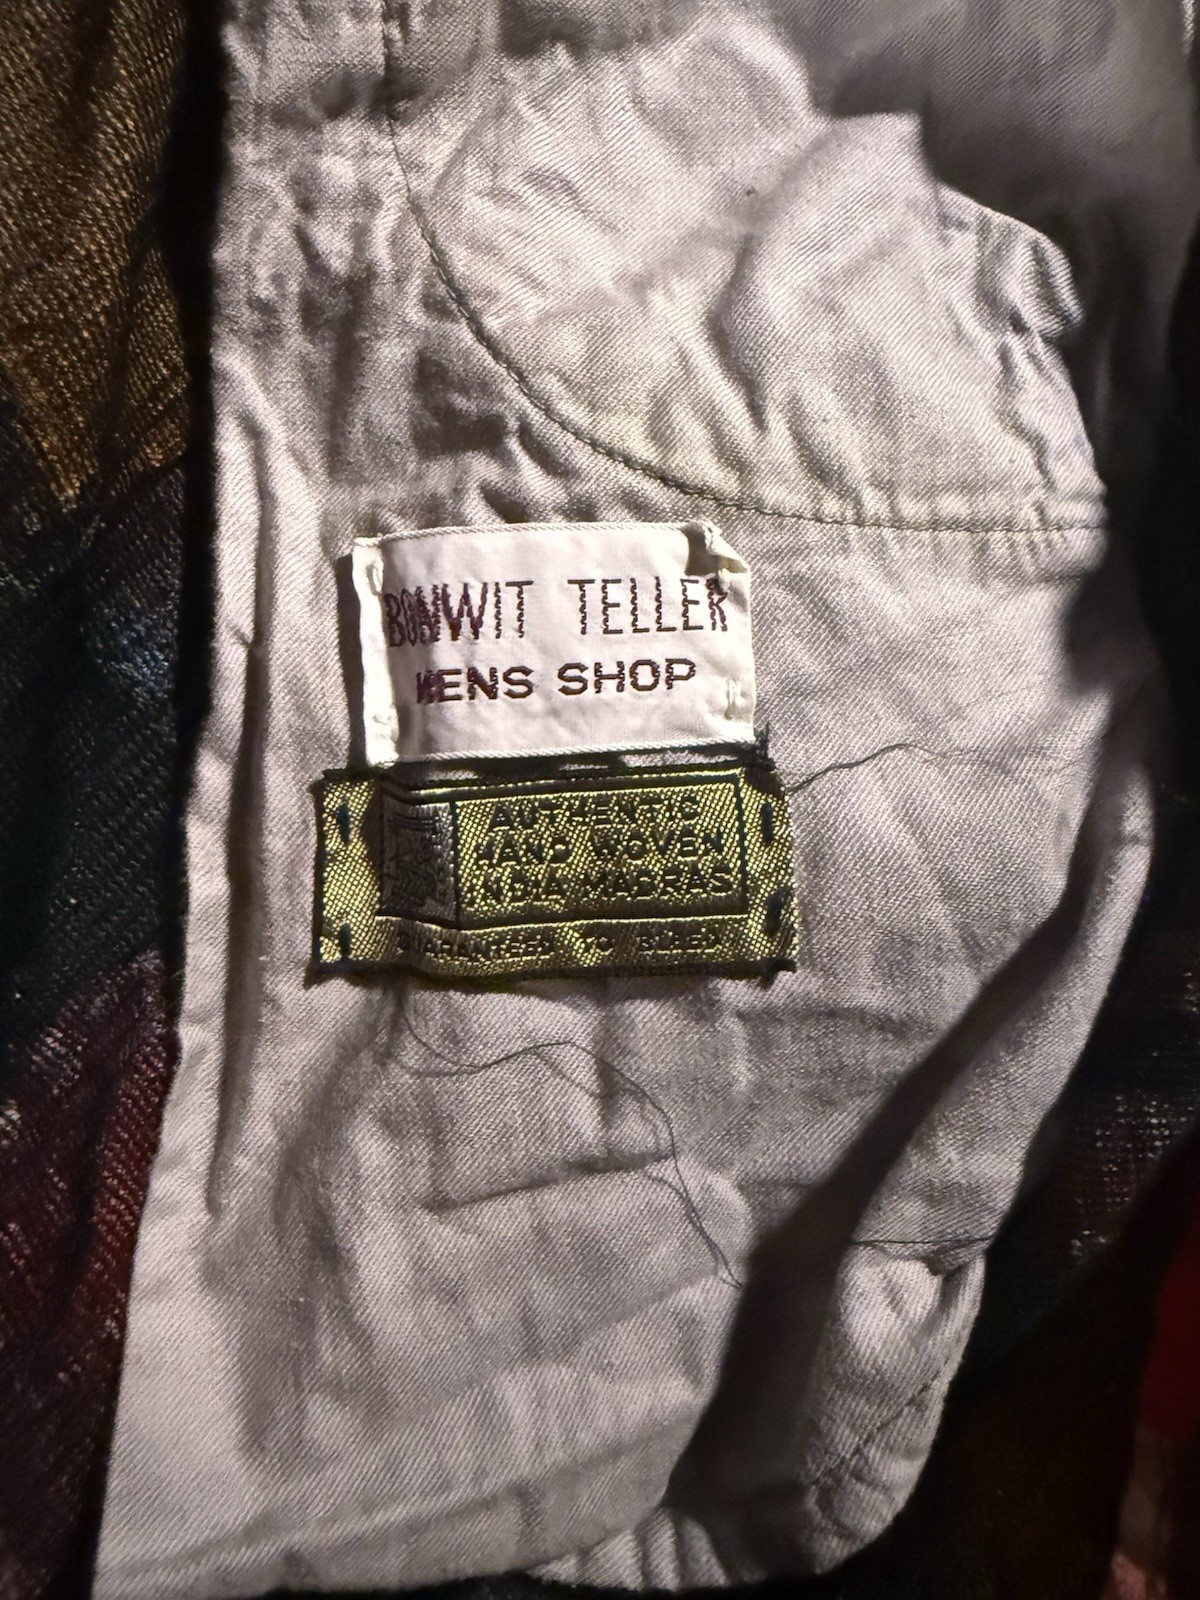 BONWIT TELLER
MENS SHOP
AUTHENTIC
HAND WOVEN
INDIA MADRAS
GUARANTEED TO BLEED